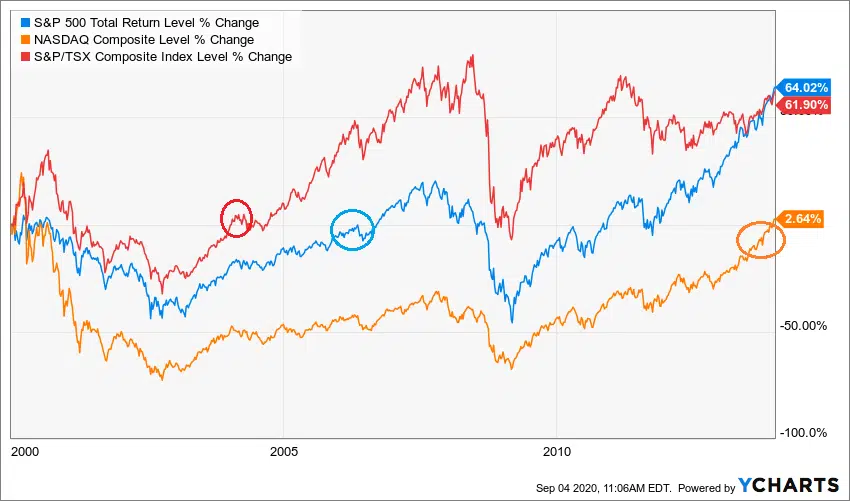 S&P 500 Total Return Level % Change
NASDAQ Composite Level % Change
S&P/TSX Composite Index Level % Change
64.02%
61.90%
2.64%
-50.00%
-100.0%
2000
2005
2010
Sep 04 2020, 11:06AM EDT. Powered by YCHARTS